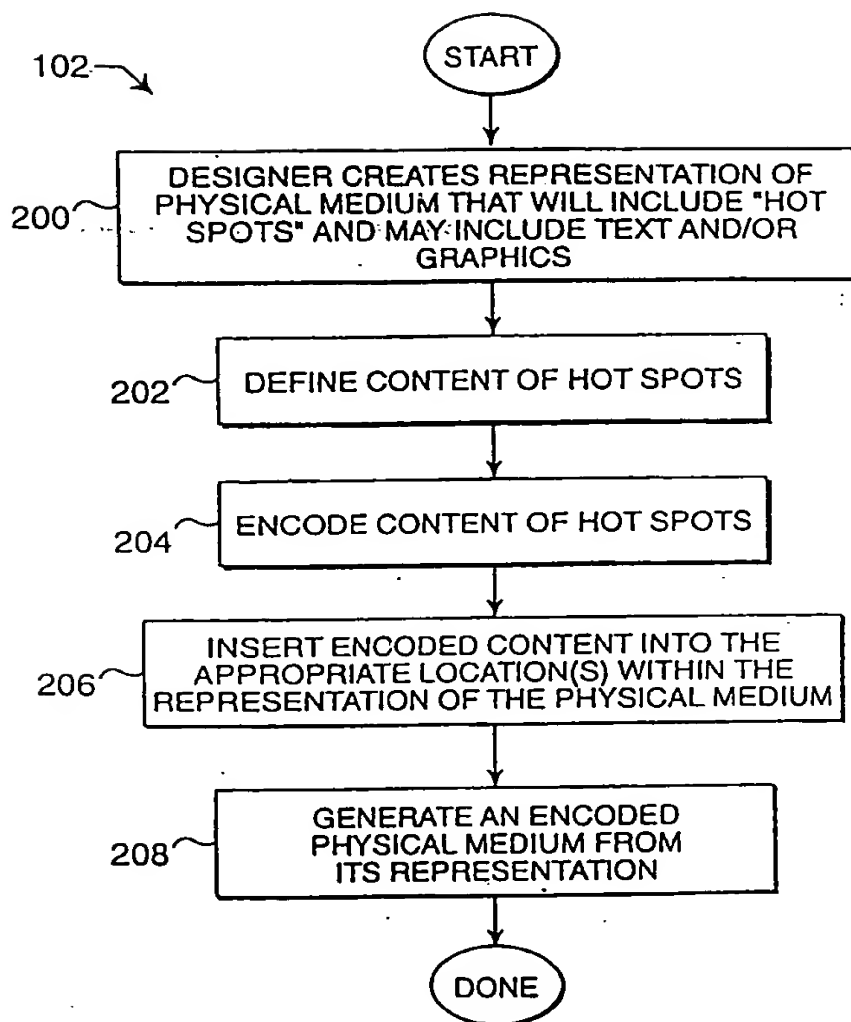 START
102
DESIGNER CREATES REPRESENTATION OF
PHYSICAL MEDIUM THAT WILL INCLUDE "HOT
SPOTS" AND MAY INCLUDE TEXT AND/OR
GRAPHICS
200
DEFINE CONTENT OF HOT SPOTS
202
ENCODE CONTENT OF HOT SPOTS
204
INSERT ENCODED CONTENT INTO THE
APPROPRIATE LOCATION(S) WITHIN THE
REPRESENTATION OF THE PHYSICAL MEDIUM
206
GENERATE AN ENCODED
PHYSICAL MEDIUM FROM
ITS REPRESENTATION
208
DONE